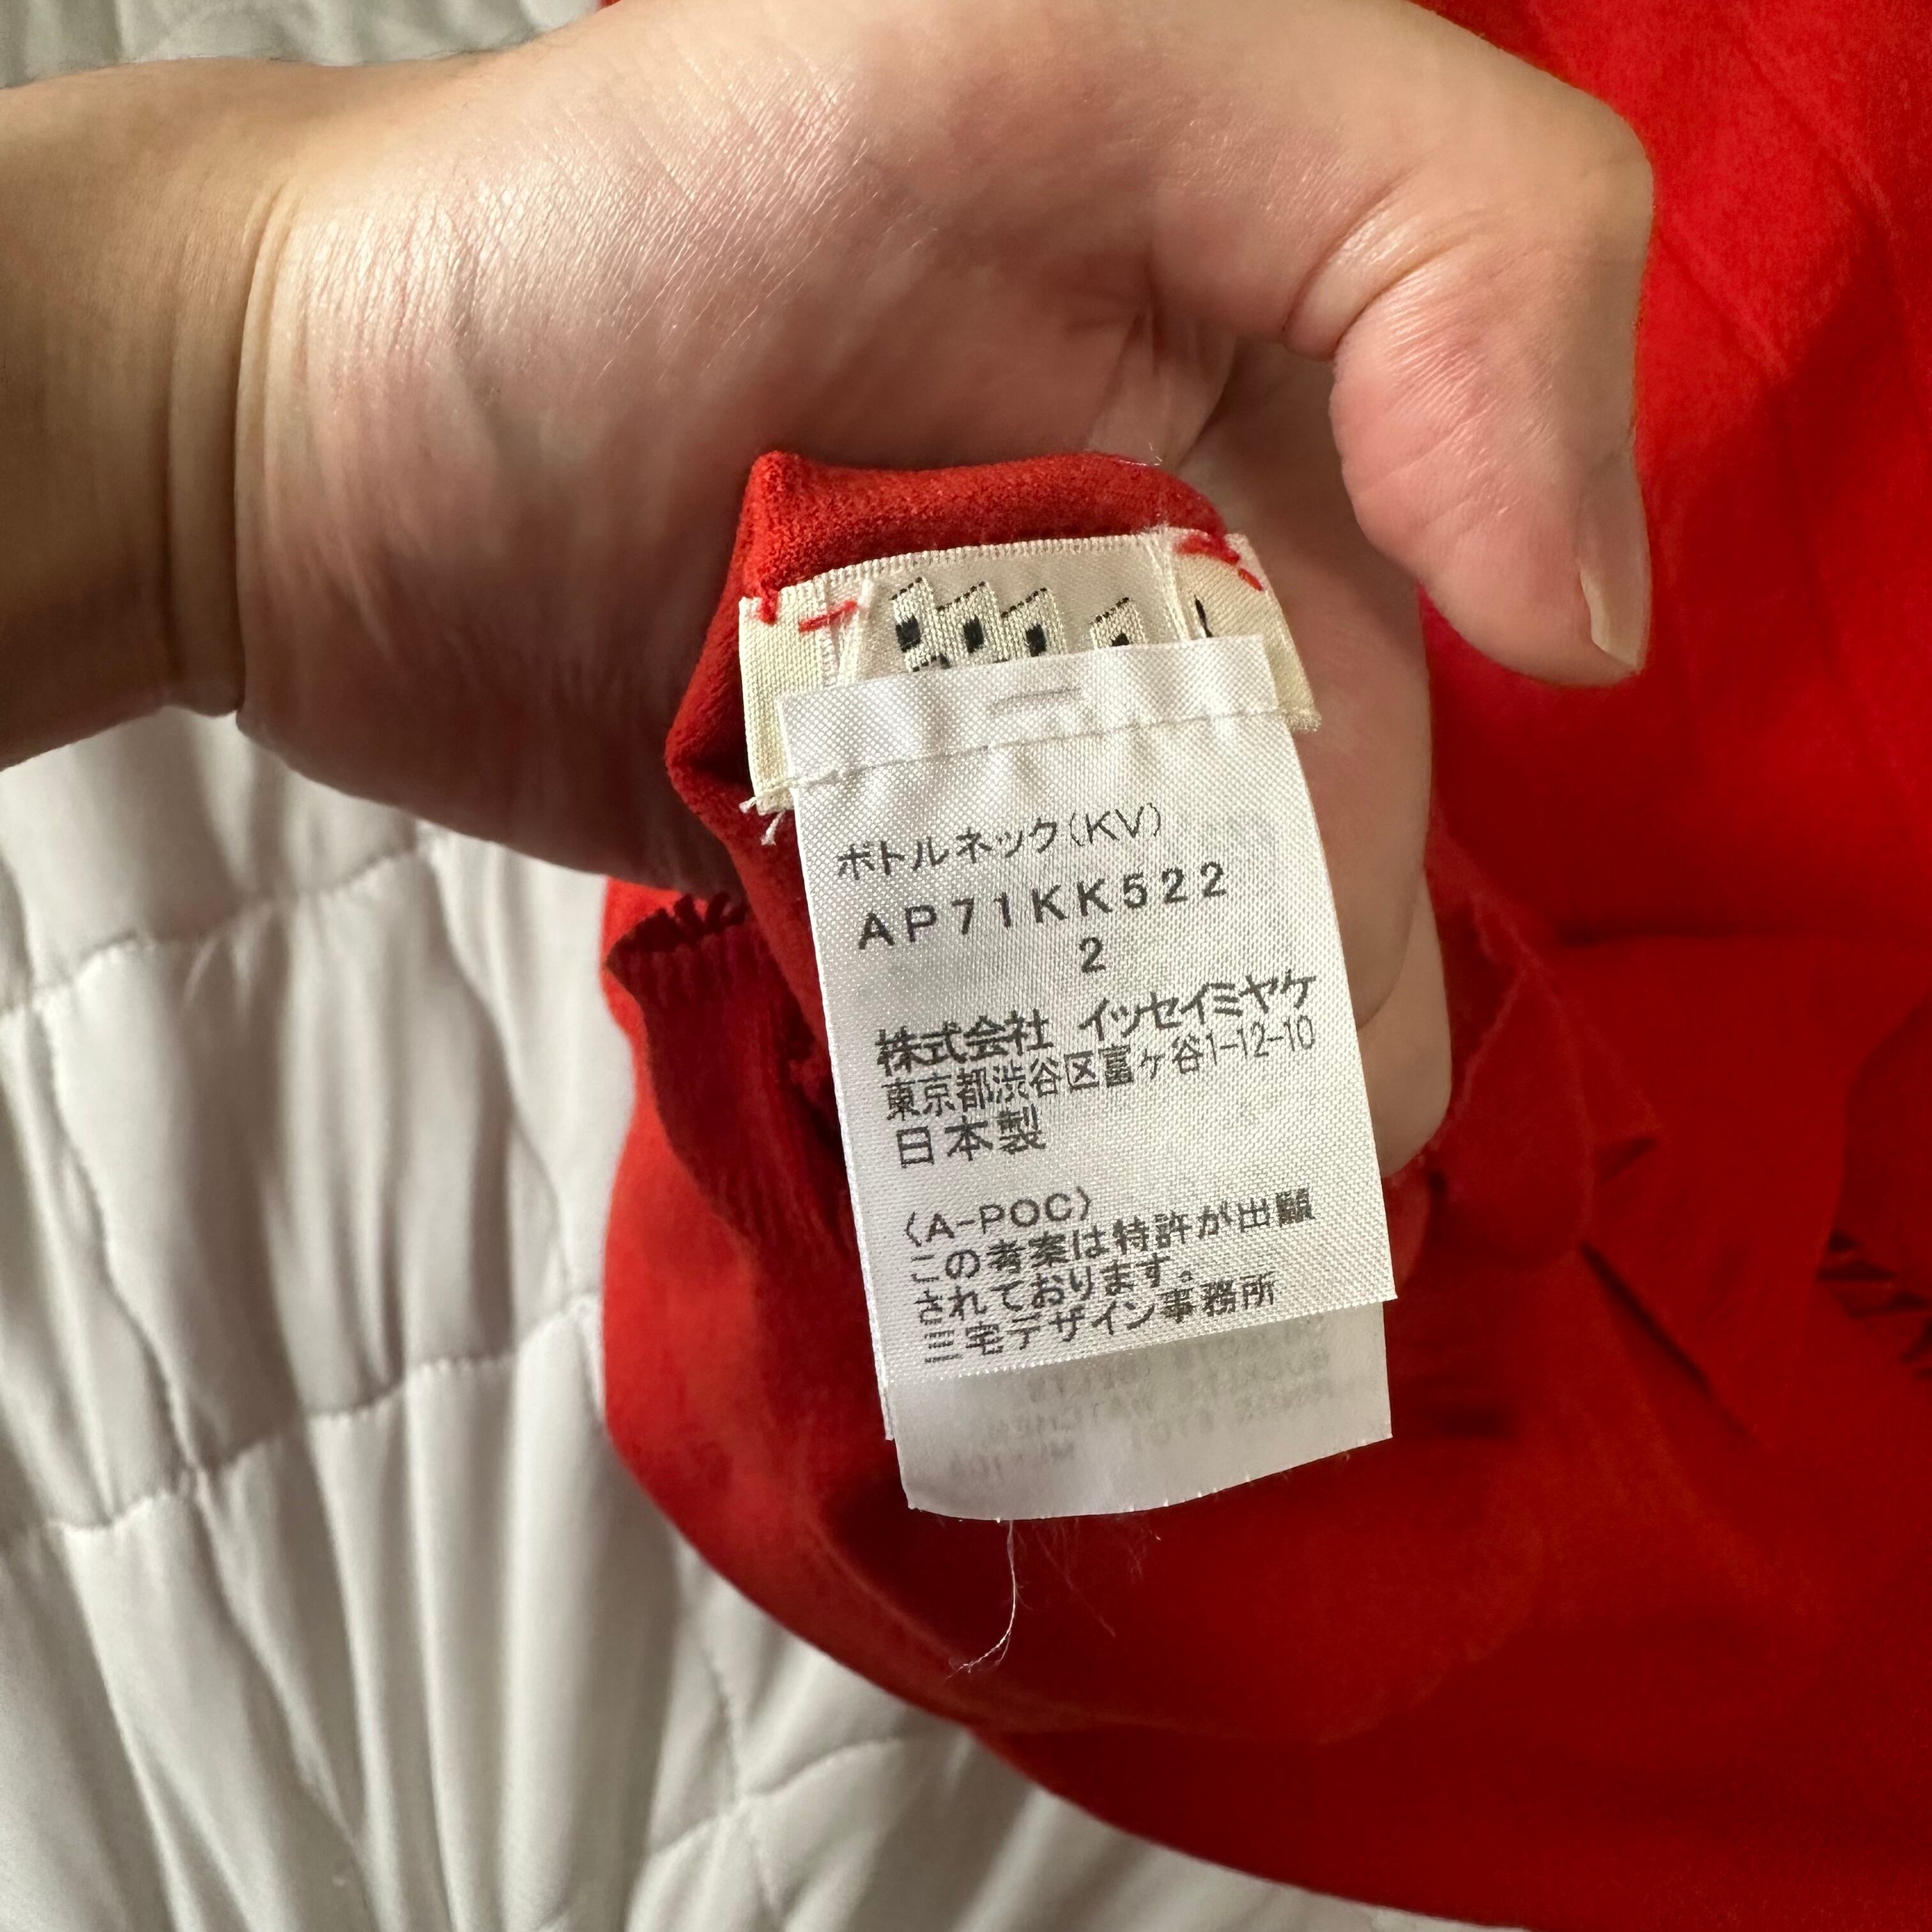 ボトルネック(KV)
AP71KK522
2
株式会社 イッセイミヤケ
東京都渋谷区富ヶ谷1-12-10
日本製
〈A-POC〉
この考案は特許が出願
されております。
三宅デザイン事務所